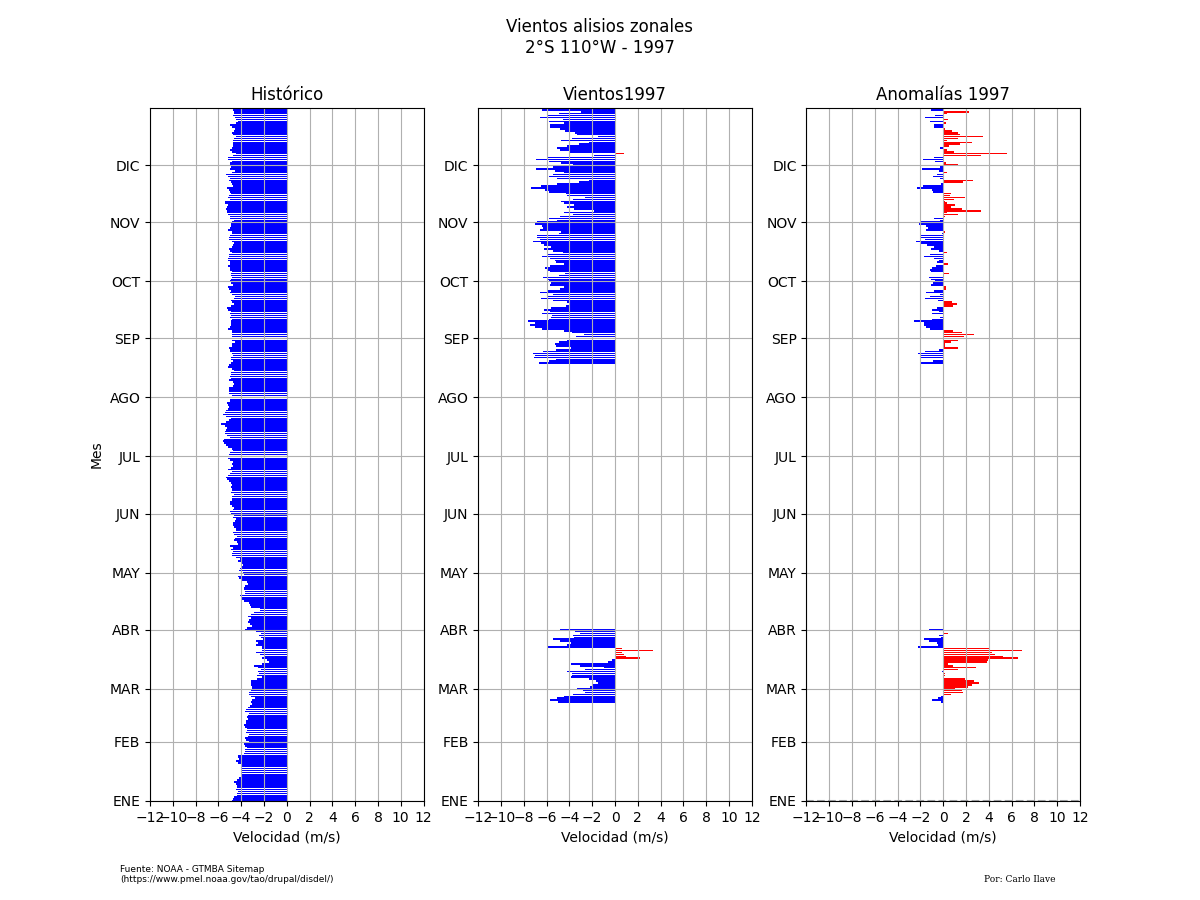 Vientos alisios zonales
2°S 110°W - 1997
Histórico
DIC
NOV
OCT
SEP
AGO
JUL
JUN
MAY
ABR
MAR
FEB
ENE
Mes
−12 −10 −8 −6 −4 −2 0 2 4 6 8 10 12
Velocidad (m/s)
Vientos1997
DIC
NOV
OCT
SEP
AGO
JUL
JUN
MAY
ABR
MAR
FEB
ENE
−12 −10 −8 −6 −4 −2 0 2 4 6 8 10 12
Velocidad (m/s)
Anomalías 1997
DIC
NOV
OCT
SEP
AGO
JUL
JUN
MAY
ABR
MAR
FEB
ENE
−12 −10 −8 −6 −4 −2 0 2 4 6 8 10 12
Velocidad (m/s)
Fuente: NOAA - GTMBA Sitemap
(https://www.pmel.noaa.gov/tao/drupal/disdel/)
Por: Carlo Ilave